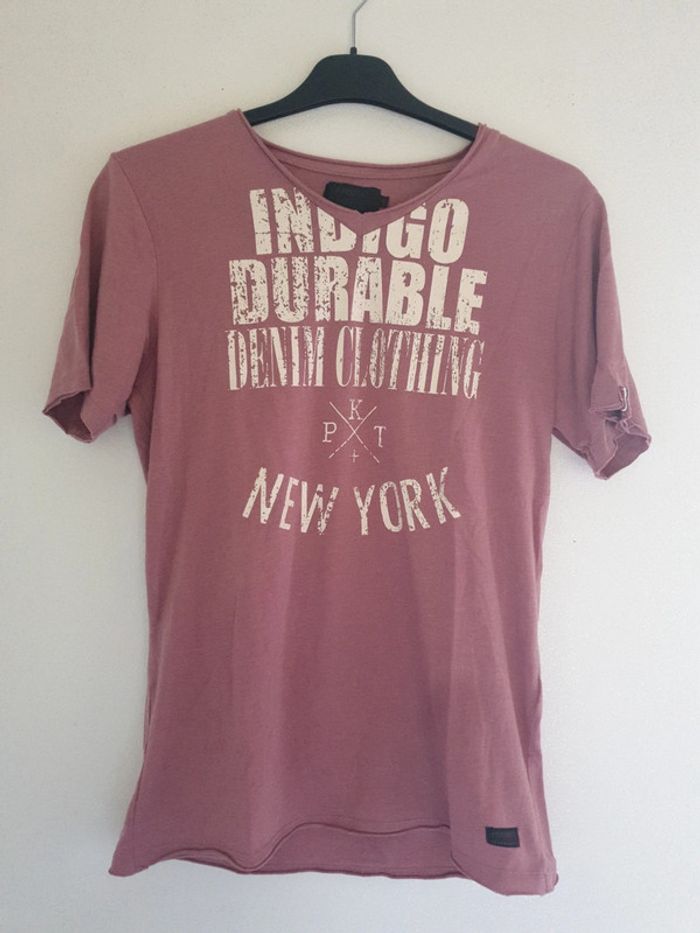 INDIGO
DURABLE
DENIM CLOTHING
K
P T
NEW YORK